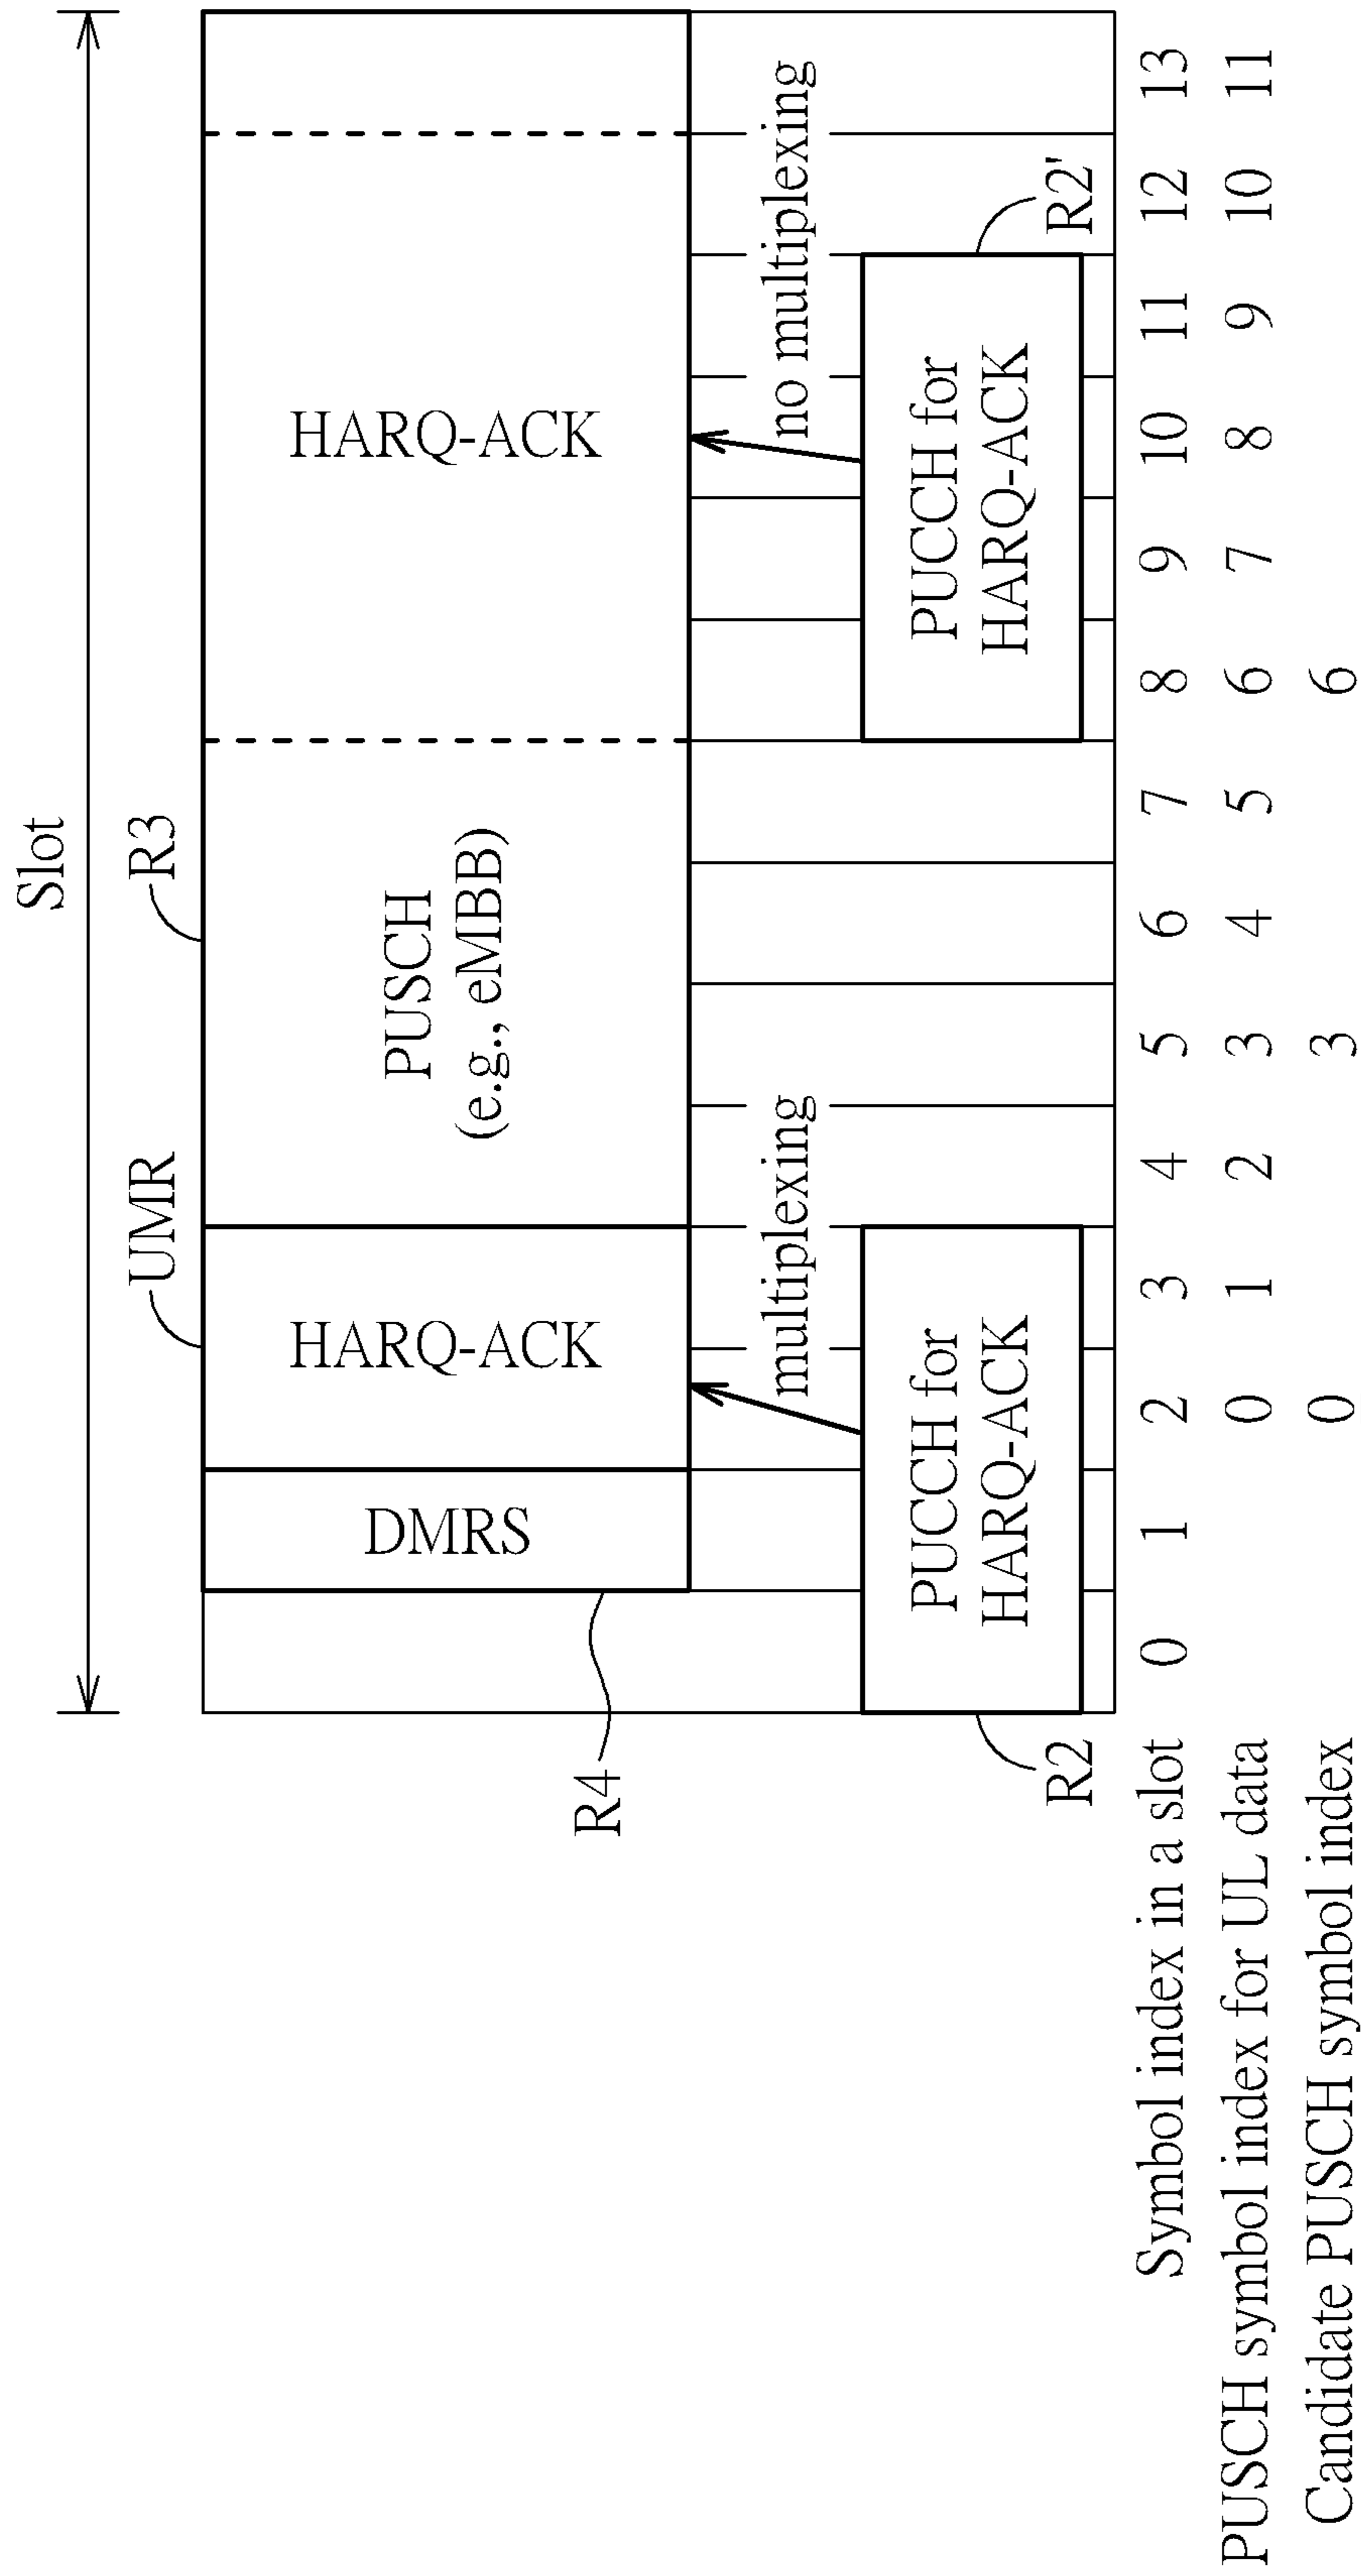 Slot
UMR
R3
DMRS
HARQ-ACK
PUSCH
(e.g., eMBB)
HARQ-ACK
R4
multiplexing
no multiplexing
PUCCH for
HARQ-ACK
PUCCH for
HARQ-ACK
R2
R2'
Symbol index in a slot 0 1 2 3 4 5 6 7 8 9 10 11 12 13
PUSCH symbol index for UL data 0 1 2 3 4 5 6 7 8 9 10 11
Candidate PUSCH symbol index 0 3 6